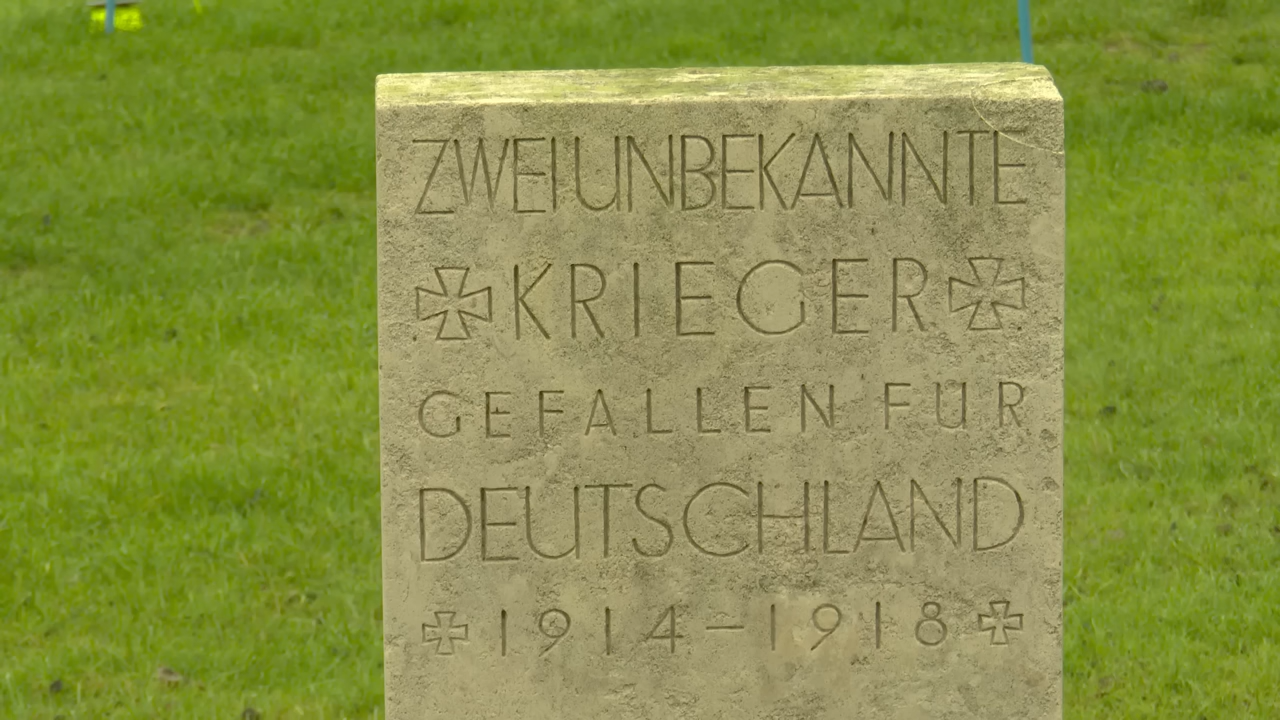 ZWEI UNBEKANNTE
KRIEGER
GEFALLEN FUR
DEUTSCHLAND
1914-1918